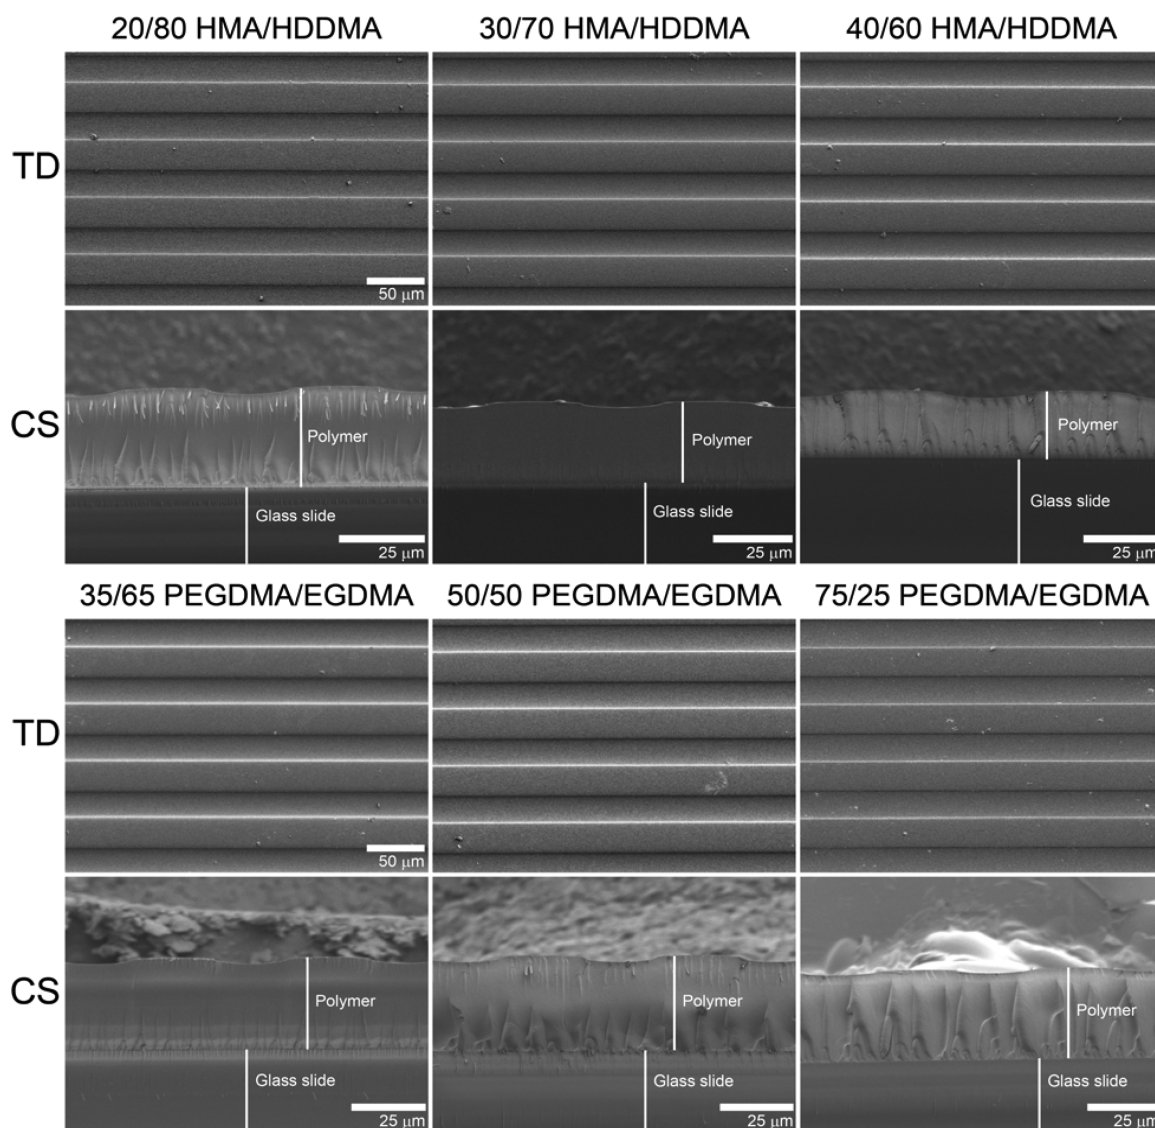 20/80 HMA/HDDMA 30/70 HMA/HDDMA 40/60 HMA/HDDMA
TD
50 μm
CS
Polymer Polymer Polymer
Glass slide Glass slide Glass slide
25 μm 25 μm 25 μm
35/65 PEGDMA/EGDMA 50/50 PEGDMA/EGDMA 75/25 PEGDMA/EGDMA
TD
50 μm
CS
Polymer Polymer Polymer
Glass slide Glass slide Glass slide
25 μm 25 μm 25 μm